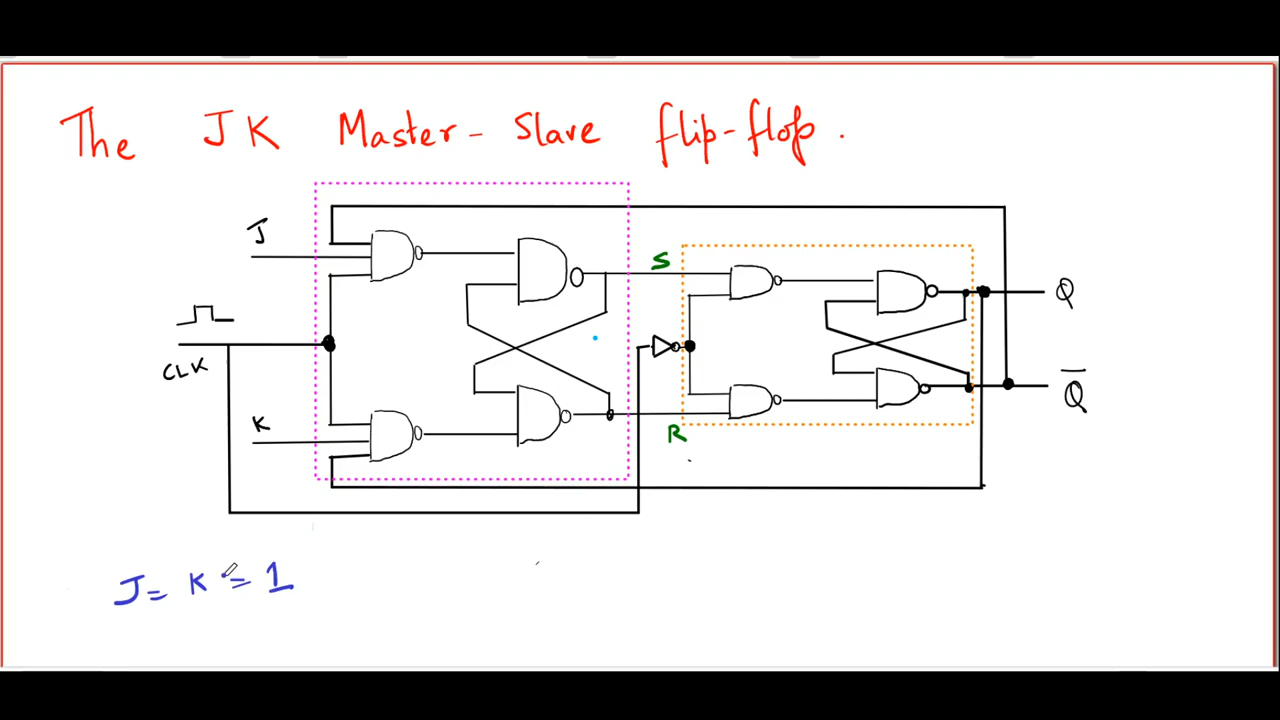 The JK Master-Slave flip-flop.
J
S
Q
CLK
K
R
Q̅
J = K = 1